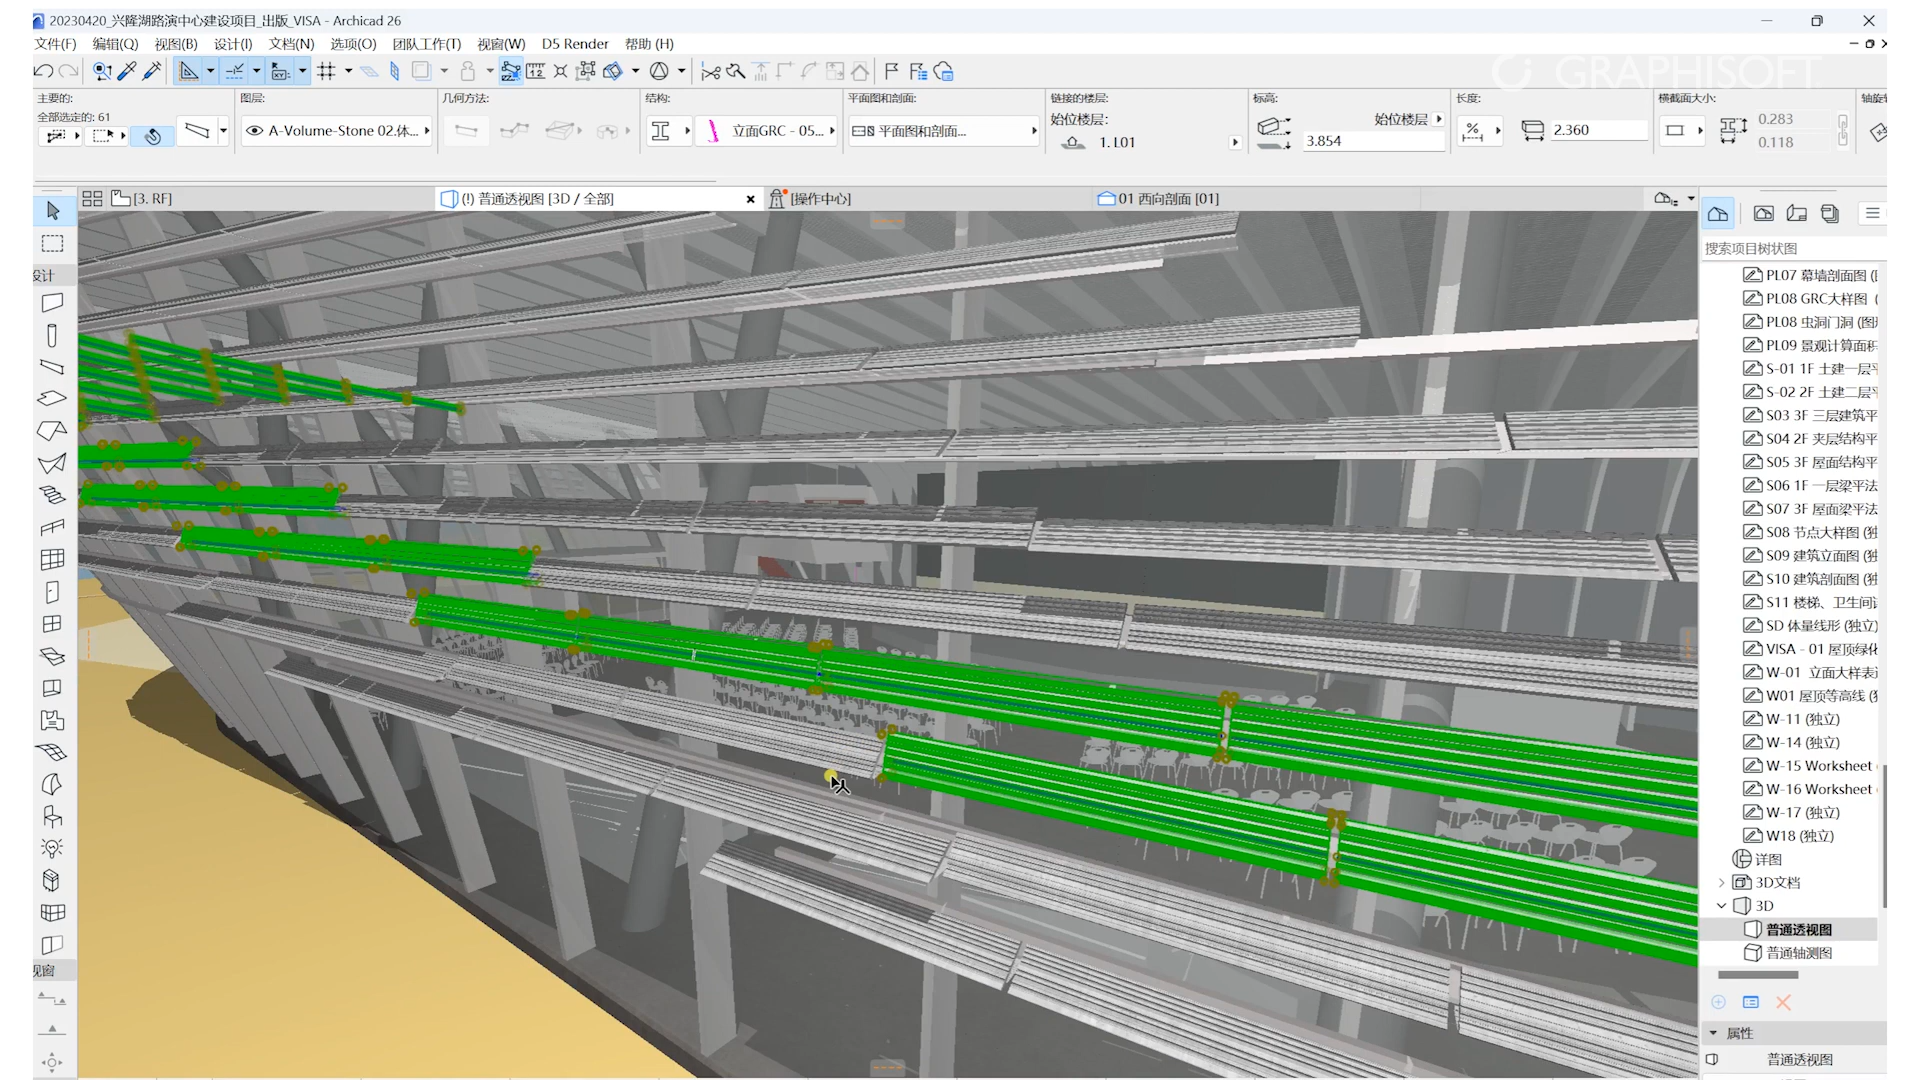 20230420_兴隆湖路演中心建设项目_出版_VISA - Archicad 26
文件(F) 编辑(Q) 视图(B) 设计(I) 文档(N) 选项(O) 团队工作(T) 视窗(W) D5 Render 帮助 (H)
GRAPHISOFT
主要的: 图层: 几何方法: 结构: 平面图和剖面: 链接的楼层: 标高: 长度: 横截面大小: 轴旋转
全部选定的: 61
始位楼层: 始位楼层 0.283
A-Volume-Stone 02.体... 立面GRC - 05... 平面图和剖面... 2.360
1. L01 3.854 0.118
[3. RF] (!) 普通透视图 [3D / 全部] [操作中心] 01 西向剖面 [01]
设计
视窗
搜索项目树状图
PL07 幕墙剖面图
PL08 GRC大样图 (
PL08 虫洞门洞 (图
PL09 景观计算面积
S-01 1F 土建一层平
S-02 2F 土建二层平
S03 3F 三层建筑平
S04 2F 夹层结构平
S05 3F 屋面结构平
S06 1F 一层梁平法
S07 3F 屋面梁平法
S08 节点大样图 (独
S09 建筑立面图 (独
S10 建筑剖面图 (独
S11 楼梯、卫生间
SD 体量线形 (独立)
VISA - 01 屋顶绿化
W-01 立面大样表
W01 屋顶等高线 (
W-11 (独立)
W-14 (独立)
W-15 Worksheet
W-16 Worksheet
W-17 (独立)
W18 (独立)
详图
3D文档
3D
普通透视图
普通轴测图
属性
普通透视图